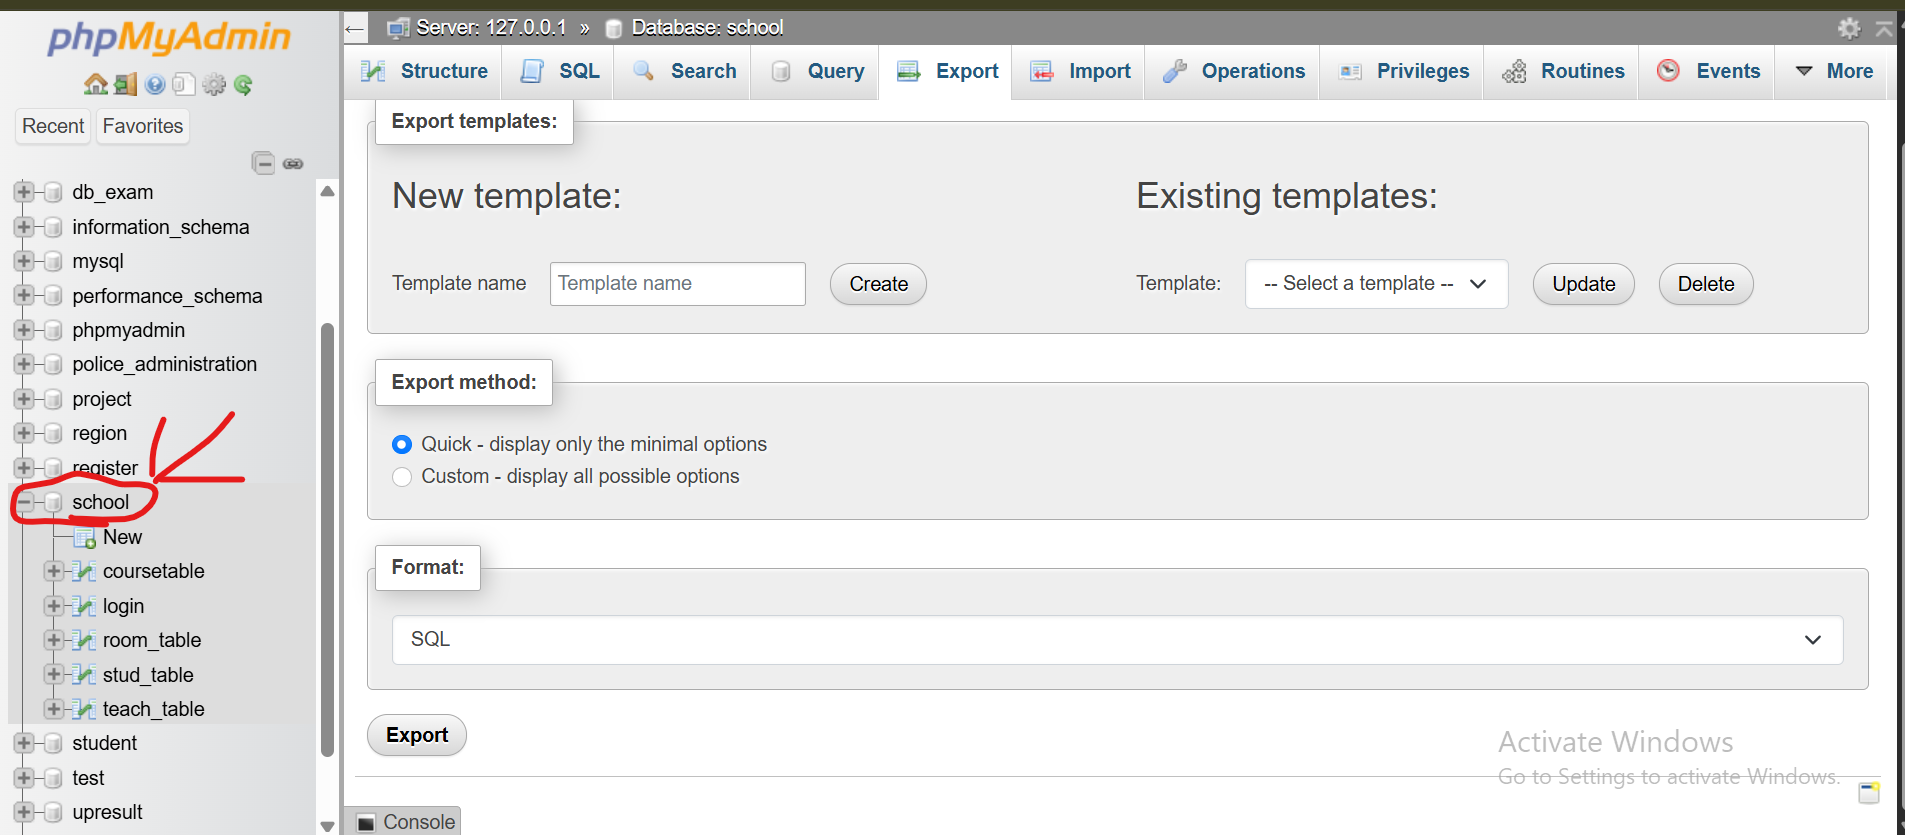 phpMyAdmin
Recent
Favorites
db_exam
information_schema
mysql
performance_schema
phpmyadmin
police_administration
project
region
register
school
New
coursetable
login
room_table
stud_table
teach_table
student
test
upresult
Server: 127.0.0.1 » Database: school
Structure
SQL
Search
Query
Export
Import
Operations
Privileges
Routines
Events
More
Export templates:
New template:
Template name
Template name
Create
Existing templates:
Template:
-- Select a template --
Update
Delete
Export method:
Quick - display only the minimal options
Custom - display all possible options
Format:
SQL
Export
Activate Windows
Go to Settings to activate Windows.
Console